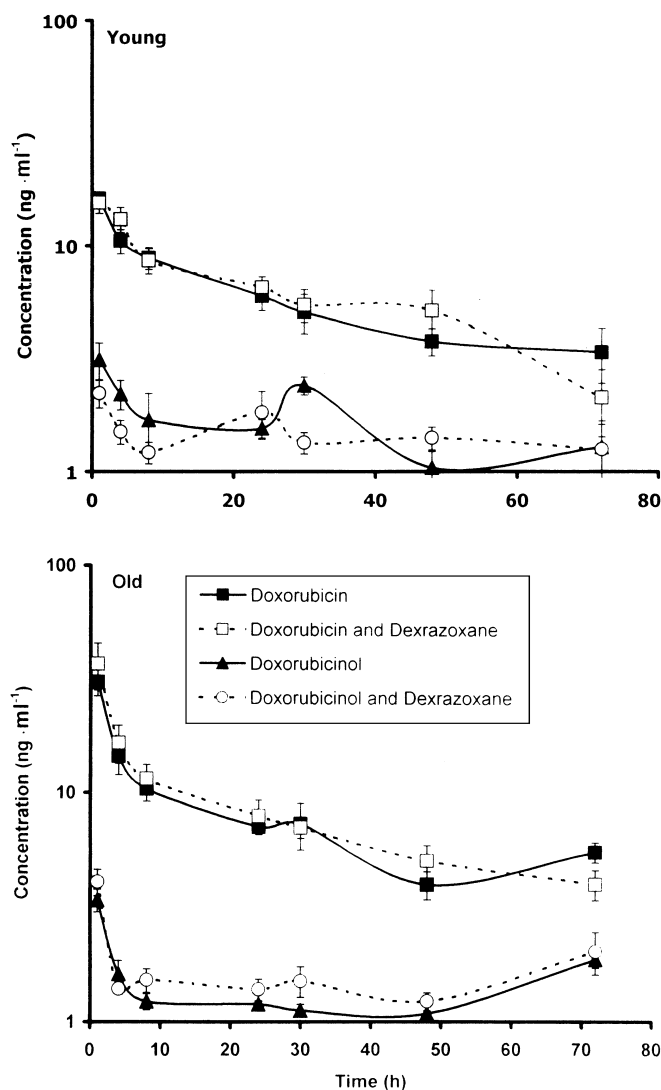 Young
Concentration (ng ·ml⁻¹)
100
10
1
0 20 40 60 80
Old
Concentration (ng ·ml⁻¹)
100
10
1
Doxorubicin
Doxorubicin and Dexrazoxane
Doxorubicinol
Doxorubicinol and Dexrazoxane
0 10 20 30 40 50 60 70 80
Time (h)